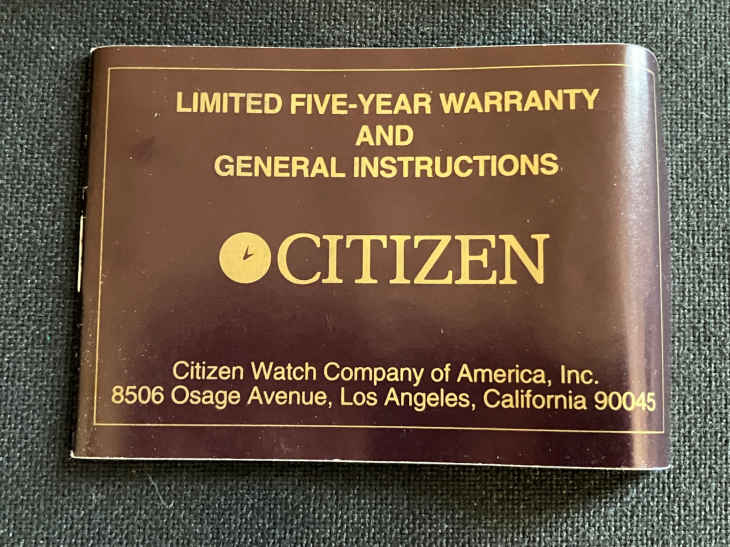 LIMITED FIVE-YEAR WARRANTY
AND
GENERAL INSTRUCTIONS
CITIZEN
Citizen Watch Company of America, Inc.
8506 Osage Avenue, Los Angeles, California 90045